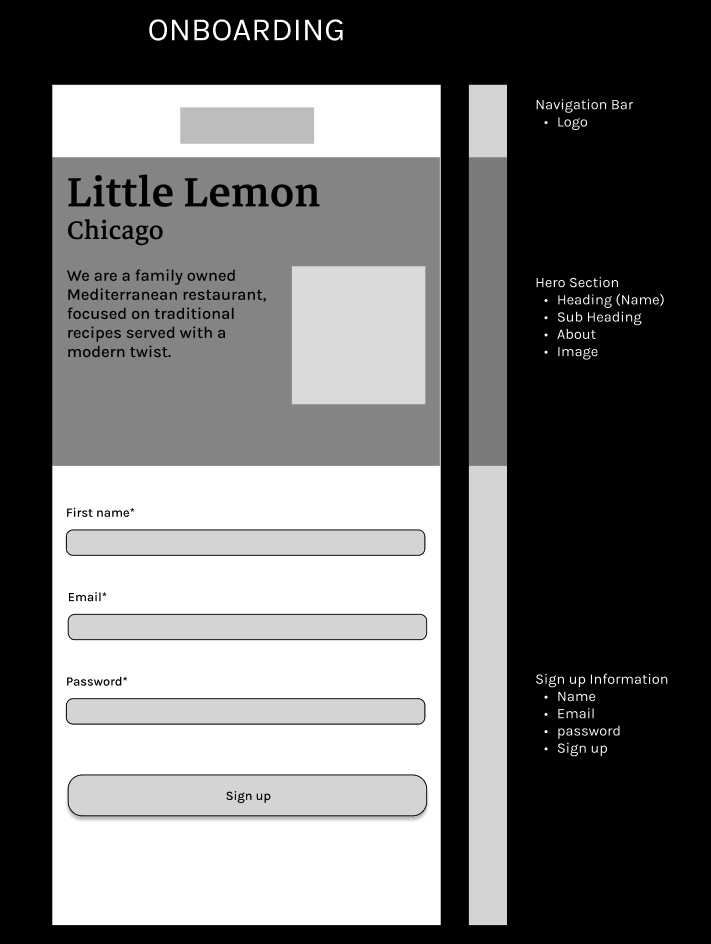 ONBOARDING
Little Lemon
Chicago
We are a family owned
Mediterranean restaurant,
focused on traditional
recipes served with a
modern twist.
First name*
Email*
Password*
Sign up
Navigation Bar
• Logo
Hero Section
• Heading (Name)
• Sub Heading
• About
• Image
Sign up Information
• Name
• Email
• password
• Sign up